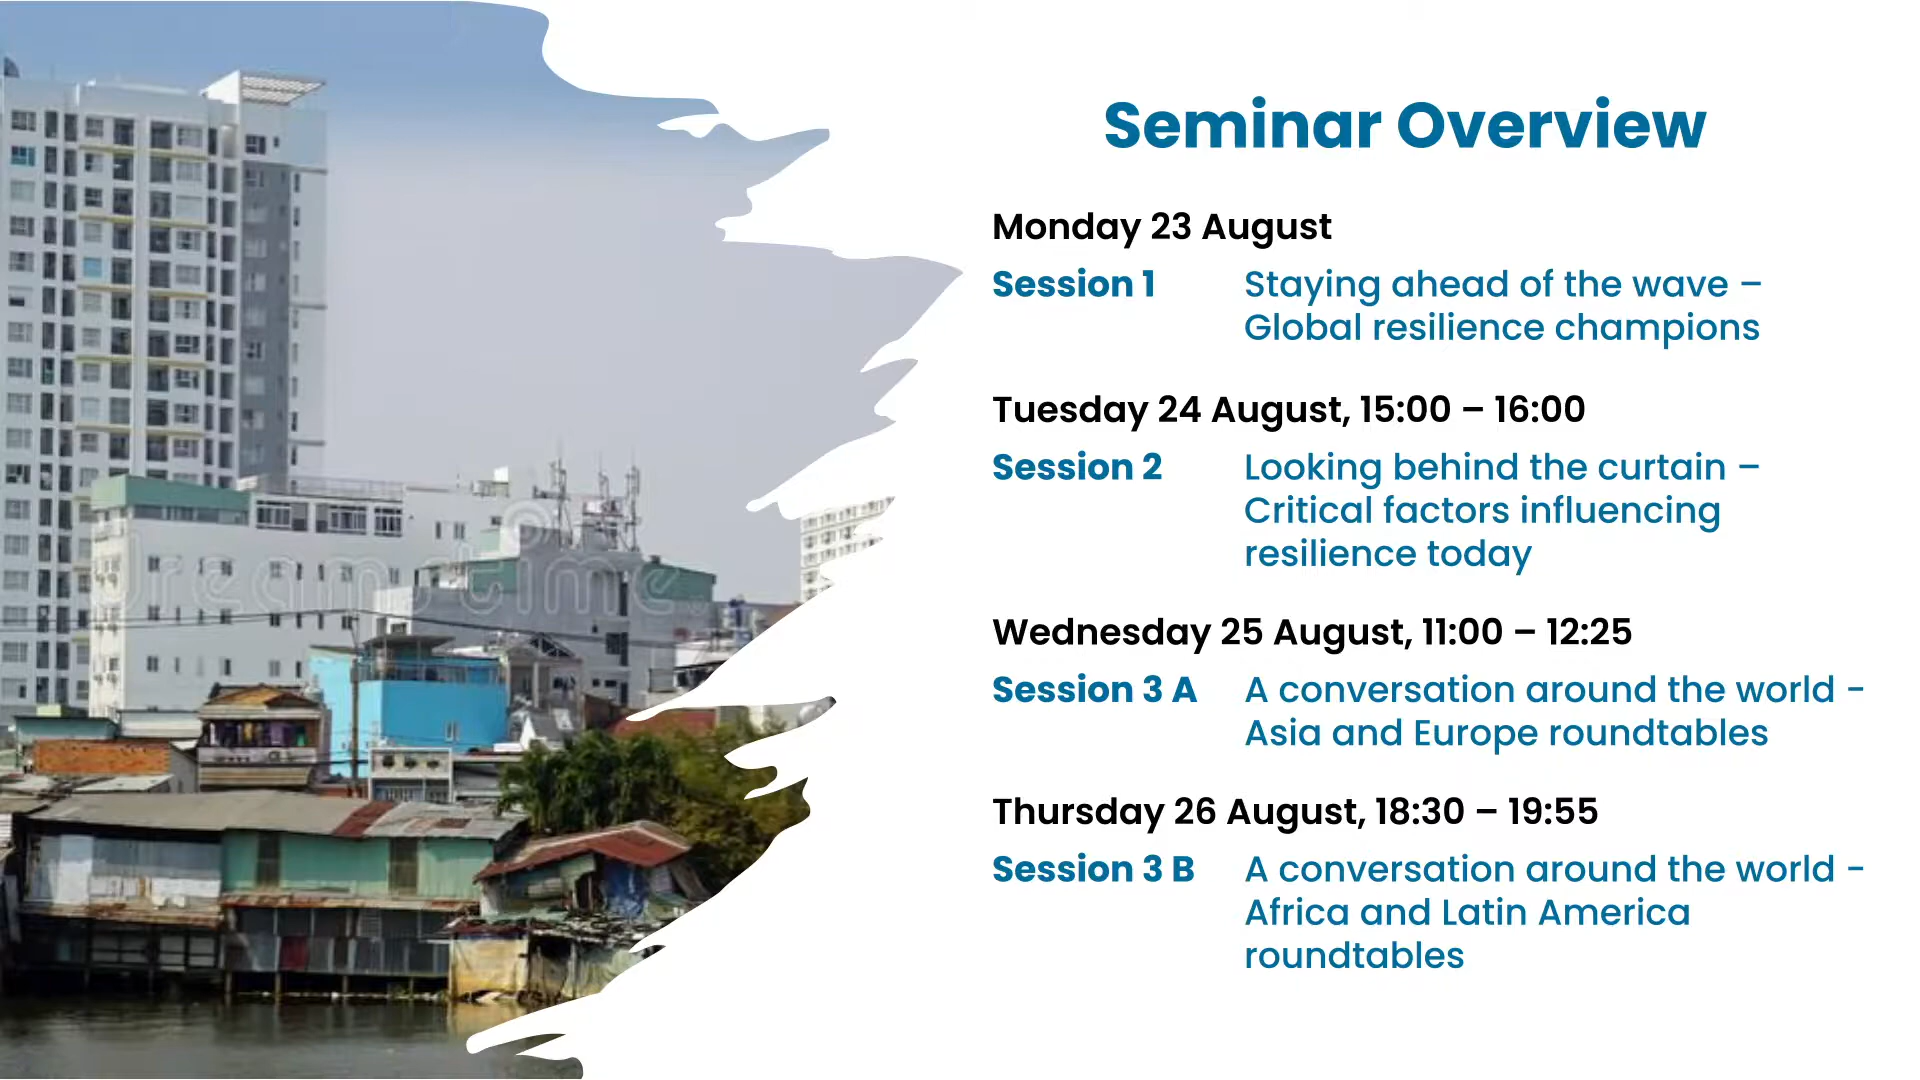 Seminar Overview
Monday 23 August
Session 1 Staying ahead of the wave –
Global resilience champions
Tuesday 24 August, 15:00 – 16:00
Session 2 Looking behind the curtain –
Critical factors influencing
resilience today
Wednesday 25 August, 11:00 – 12:25
Session 3 A A conversation around the world -
Asia and Europe roundtables
Thursday 26 August, 18:30 – 19:55
Session 3 B A conversation around the world -
Africa and Latin America
roundtables
dreamstime.